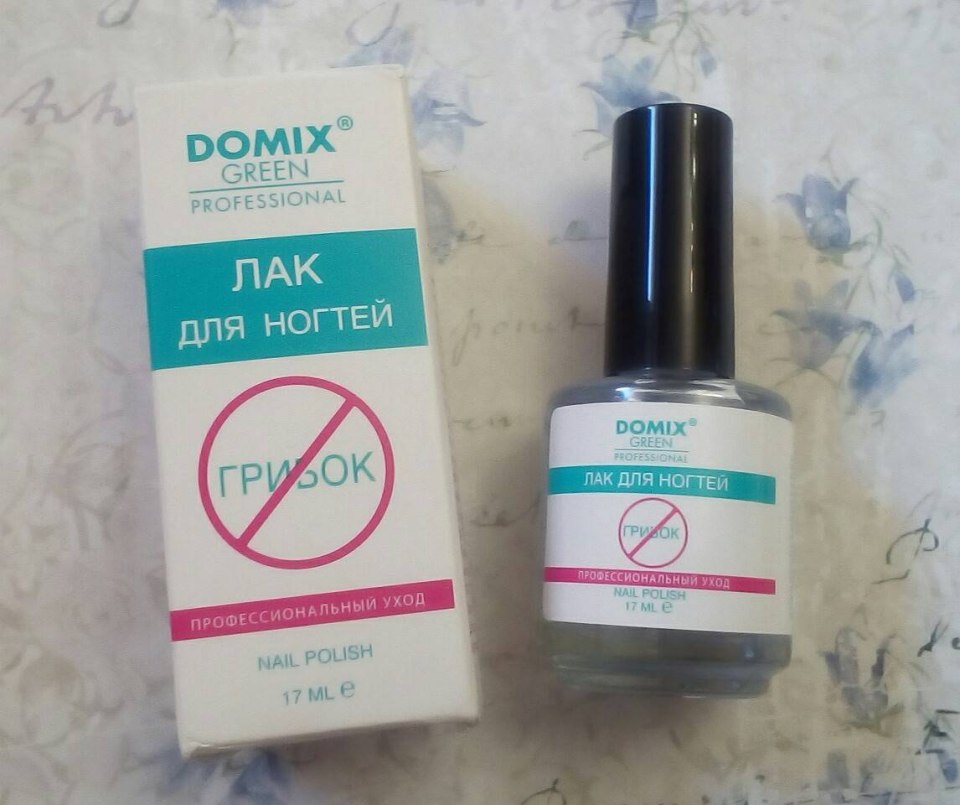 DOMIX®
GREEN
PROFESSIONAL
ЛАК
ДЛЯ НОГТЕЙ
ГРИБОК
ПРОФЕССИОНАЛЬНЫЙ УХОД
NAIL POLISH
17 ML ℮
DOMIX®
GREEN
PROFESSIONAL
ЛАК ДЛЯ НОГТЕЙ
ГРИБОК
ПРОФЕССИОНАЛЬНЫЙ УХОД
NAIL POLISH
17 ML ℮